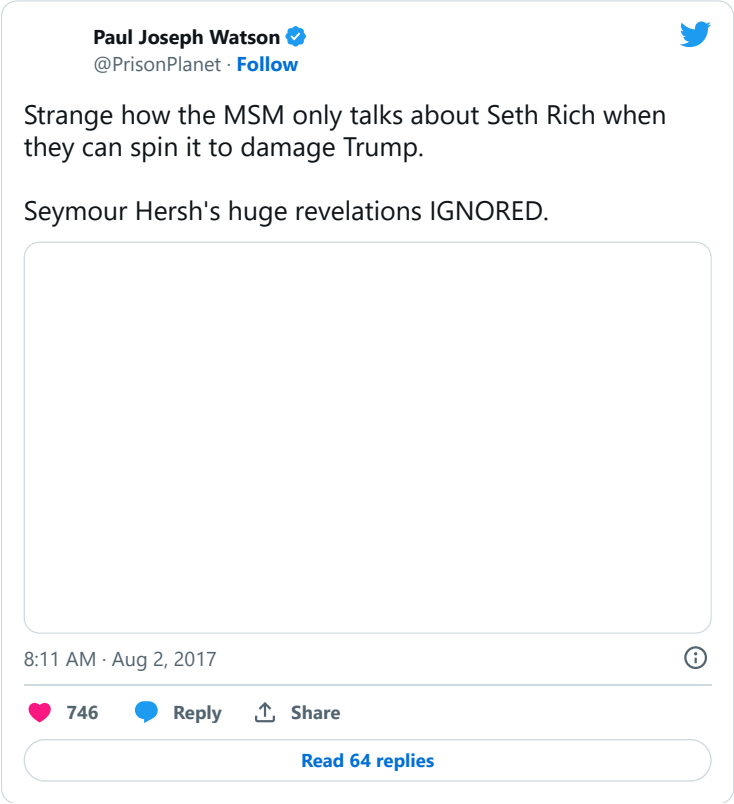 Paul Joseph Watson
@PrisonPlanet · Follow
Strange how the MSM only talks about Seth Rich when
they can spin it to damage Trump.
Seymour Hersh's huge revelations IGNORED.
8:11 AM · Aug 2, 2017
746 Reply Share
Read 64 replies